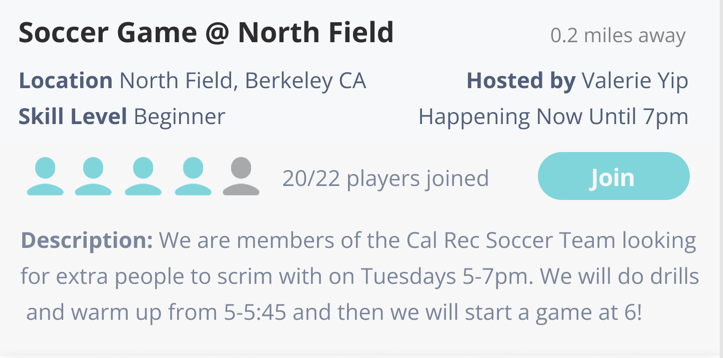 Soccer Game @ North Field 0.2 miles away
Location North Field, Berkeley CA Hosted by Valerie Yip
Skill Level Beginner Happening Now Until 7pm
20/22 players joined Join
Description: We are members of the Cal Rec Soccer Team looking
for extra people to scrim with on Tuesdays 5-7pm. We will do drills
and warm up from 5-5:45 and then we will start a game at 6!